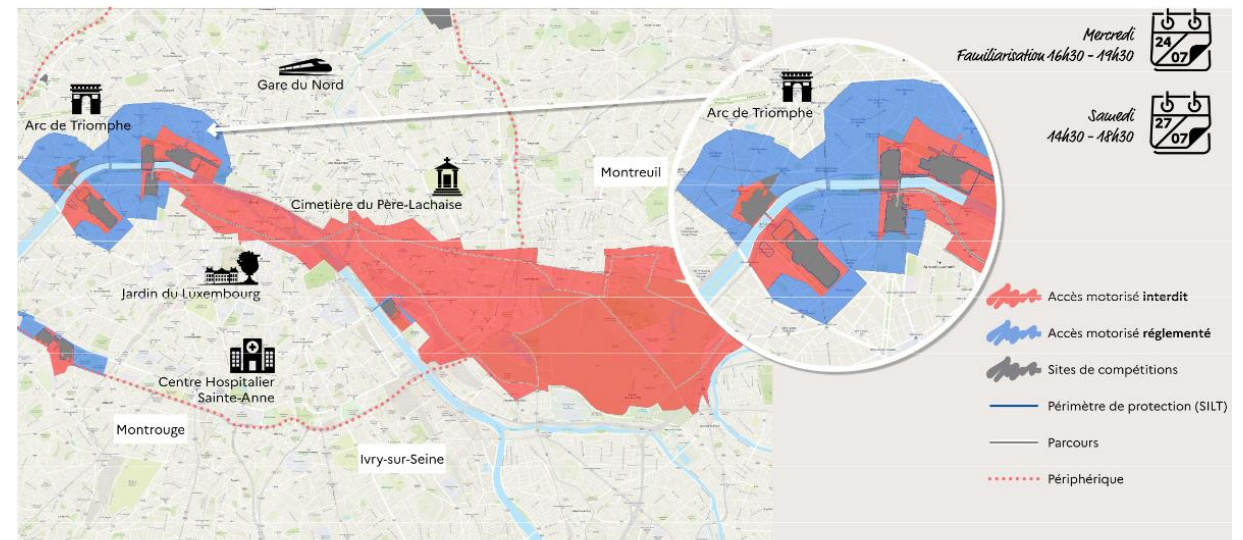 Mercredi
Familiarisation 16h30 - 19h30
24
07
Samedi
14h30 - 18h30
27
07
Gare du Nord
Arc de Triomphe
Montreuil
Cimetière du Père-Lachaise
Jardin du Luxembourg
Centre Hospitalier
Sainte-Anne
Montrouge
Ivry-sur-Seine
Arc de Triomphe
Accès motorisé interdit
Accès motorisé réglementé
Sites de compétitions
Périmètre de protection (SILT)
Parcours
Périphérique